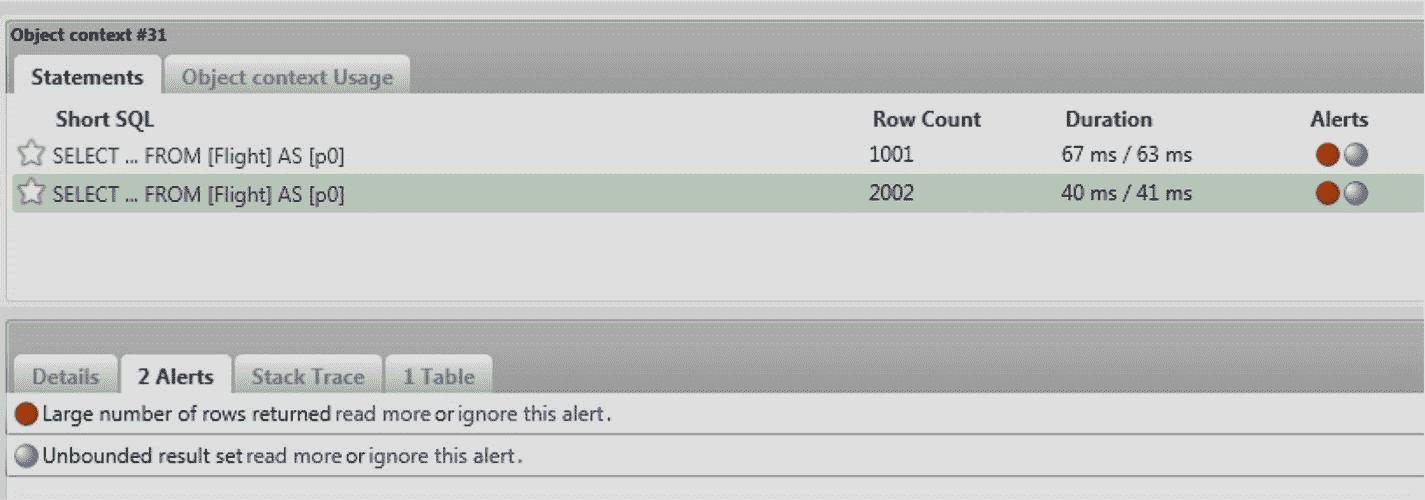 Object context #31
Statements Object context Usage
Short SQL Row Count Duration Alerts
SELECT ... FROM [Flight] AS [p0] 1001 67 ms / 63 ms
SELECT ... FROM [Flight] AS [p0] 2002 40 ms / 41 ms
Details 2 Alerts Stack Trace 1 Table
Large number of rows returned read more or ignore this alert.
Unbounded result set read more or ignore this alert.